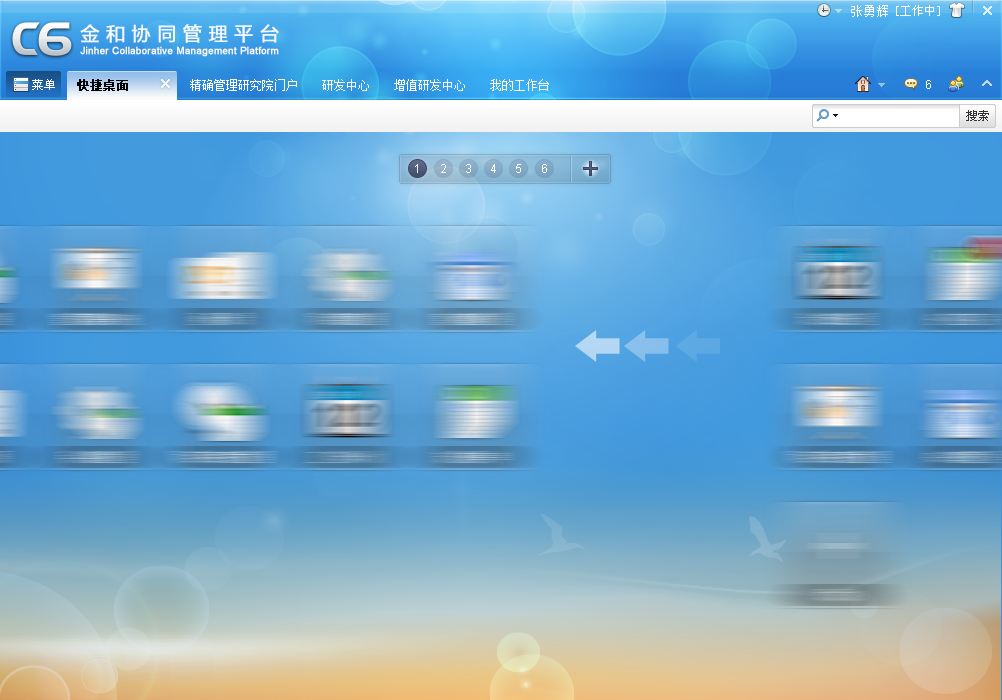 张勇辉 [工作中]
C6 金和协同管理平台
Jinher Collaborative Management Platform
菜单 快捷桌面 精确管理研究院门户 研发中心 增值研发中心 我的工作台 6
搜索
1 2 3 4 5 6